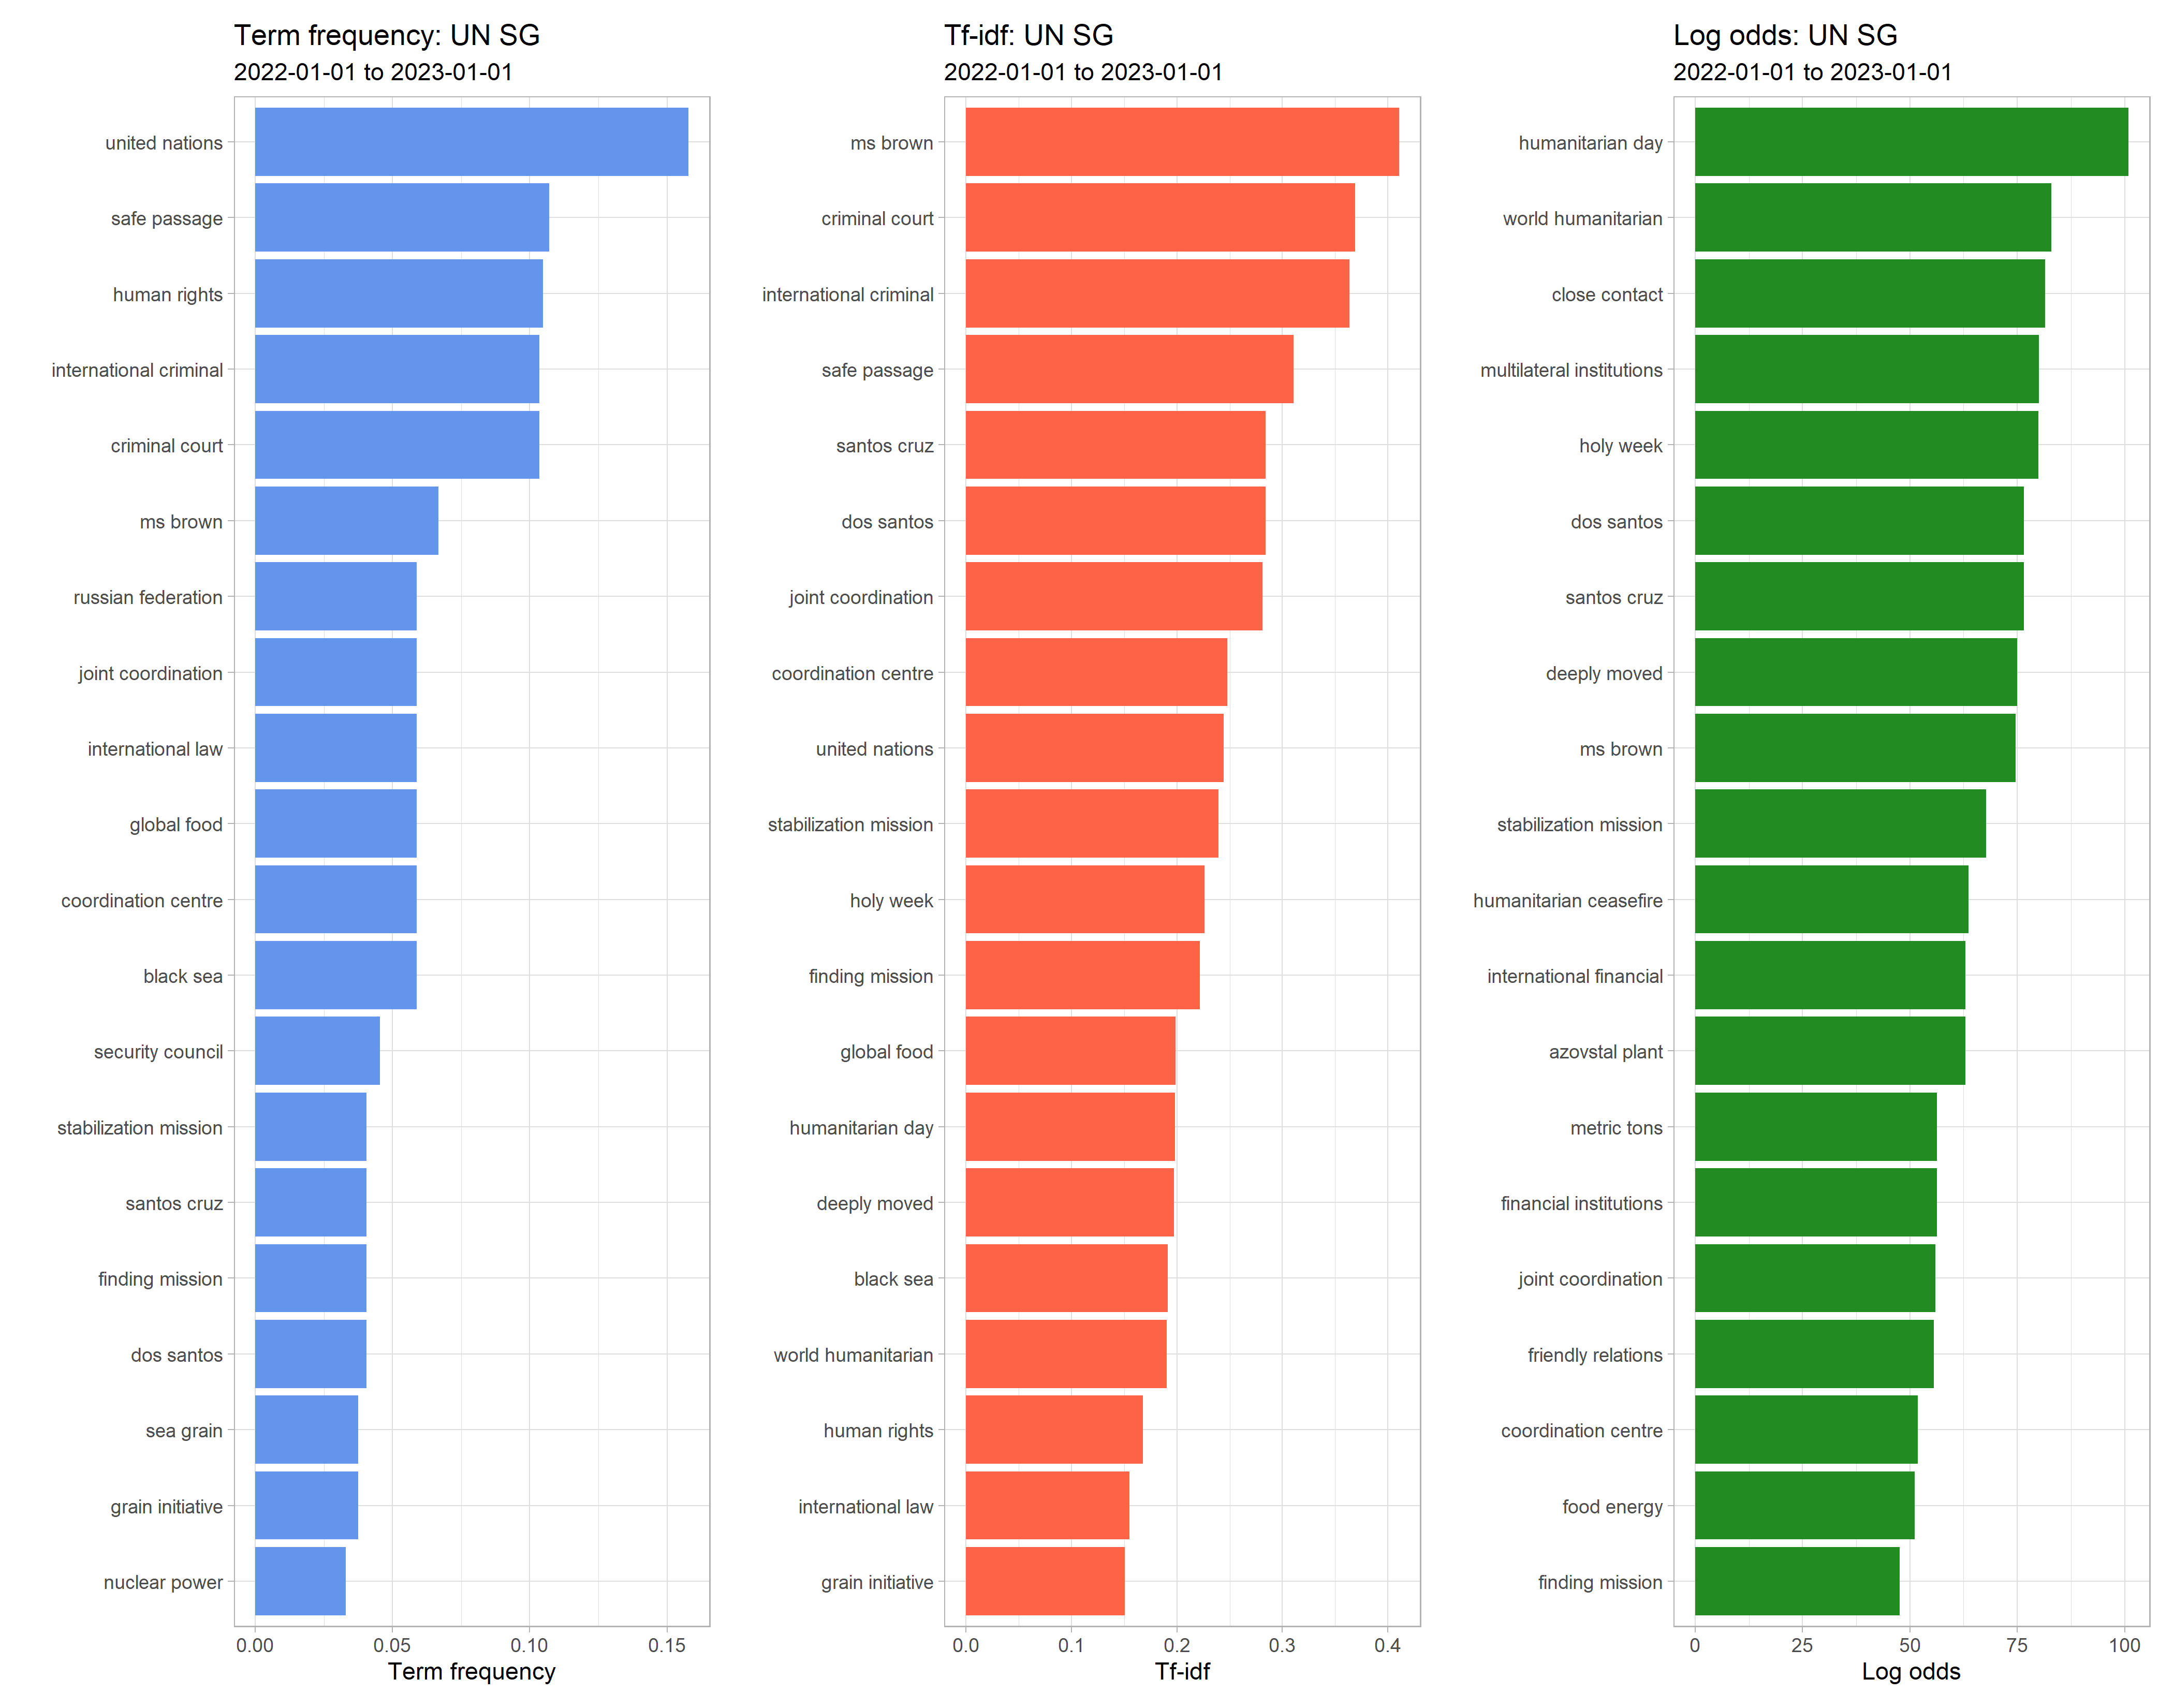 Term frequency: UN SG
2022-01-01 to 2023-01-01
united nations
safe passage
human rights
international criminal
criminal court
ms brown
russian federation
joint coordination
international law
global food
coordination centre
black sea
security council
stabilization mission
santos cruz
finding mission
dos santos
sea grain
grain initiative
nuclear power
0.00 0.05 0.10 0.15
Term frequency
Tf-idf: UN SG
2022-01-01 to 2023-01-01
ms brown
criminal court
international criminal
safe passage
santos cruz
dos santos
joint coordination
coordination centre
united nations
stabilization mission
holy week
finding mission
global food
humanitarian day
deeply moved
black sea
world humanitarian
human rights
international law
grain initiative
0.0 0.1 0.2 0.3 0.4
Tf-idf
Log odds: UN SG
2022-01-01 to 2023-01-01
humanitarian day
world humanitarian
close contact
multilateral institutions
holy week
dos santos
santos cruz
deeply moved
ms brown
stabilization mission
humanitarian ceasefire
international financial
azovstal plant
metric tons
financial institutions
joint coordination
friendly relations
coordination centre
food energy
finding mission
0 25 50 75 100
Log odds